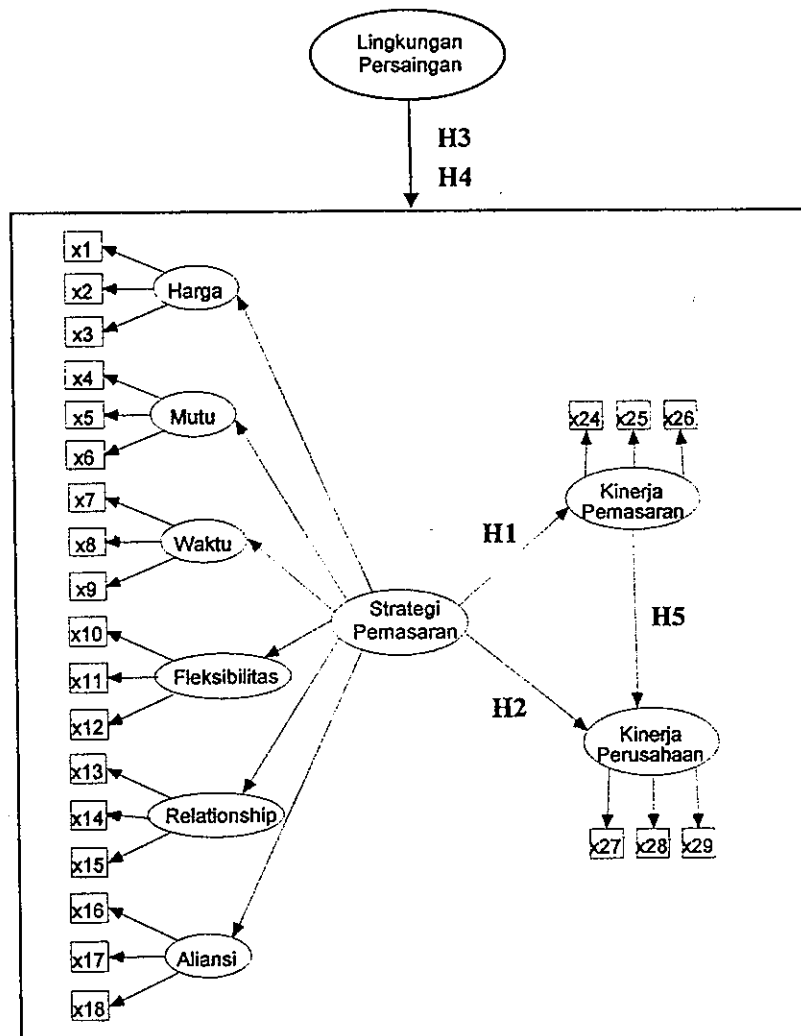 Lingkungan
Persaingan
H3
H4
x1
x2
Harga
x3
x4
x5
Mutu
x6
x7
x8
Waktu
x9
x10
x11
Fleksibilitas
x12
x13
x14
Relationship
x15
x16
x17
Aliansi
x18
Strategi
Pemasaran
H1
H2
x24 x25 x26
Kinerja
Pemasaran
H5
Kinerja
Perusahaan
x27 x28 x29